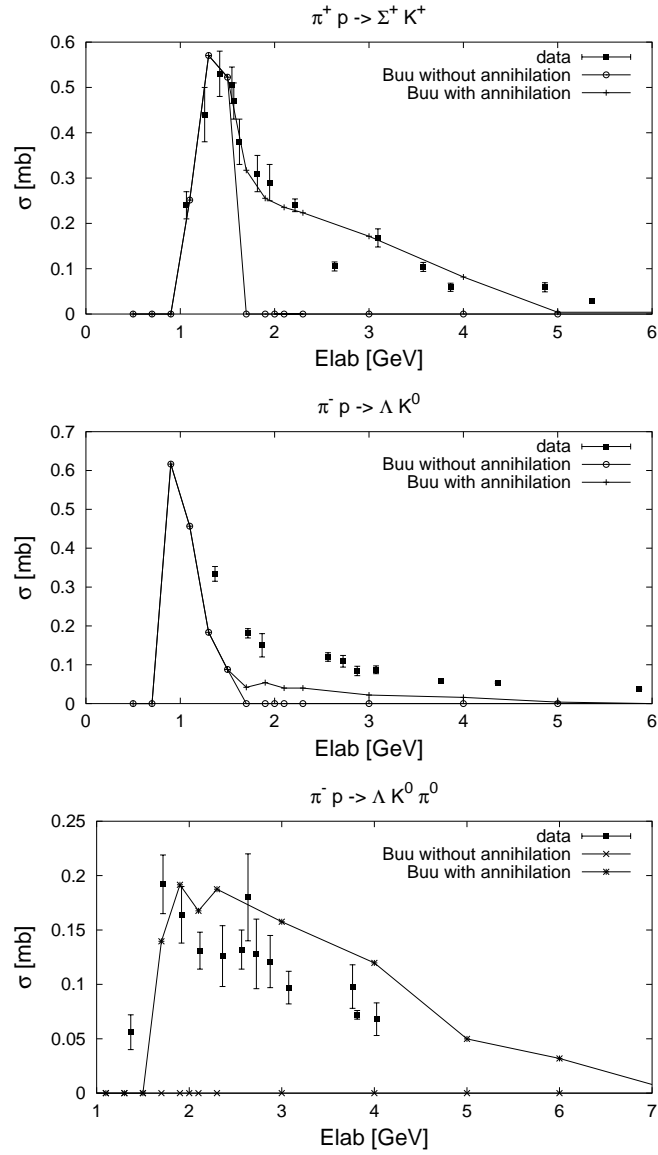 π⁺ p -> Σ⁺ K⁺
data
Buu without annihilation
Buu with annihilation
σ [mb]
0.6
0.5
0.4
0.3
0.2
0.1
0
0 1 2 3 4 5 6
Elab [GeV]
π⁻ p -> Λ K⁰
data
Buu without annihilation
Buu with annihilation
σ [mb]
0.7
0.6
0.5
0.4
0.3
0.2
0.1
0
0 1 2 3 4 5 6
Elab [GeV]
π⁻ p -> Λ K⁰ π⁰
data
Buu without annihilation
Buu with annihilation
σ [mb]
0.25
0.2
0.15
0.1
0.05
0
1 2 3 4 5 6 7
Elab [GeV]